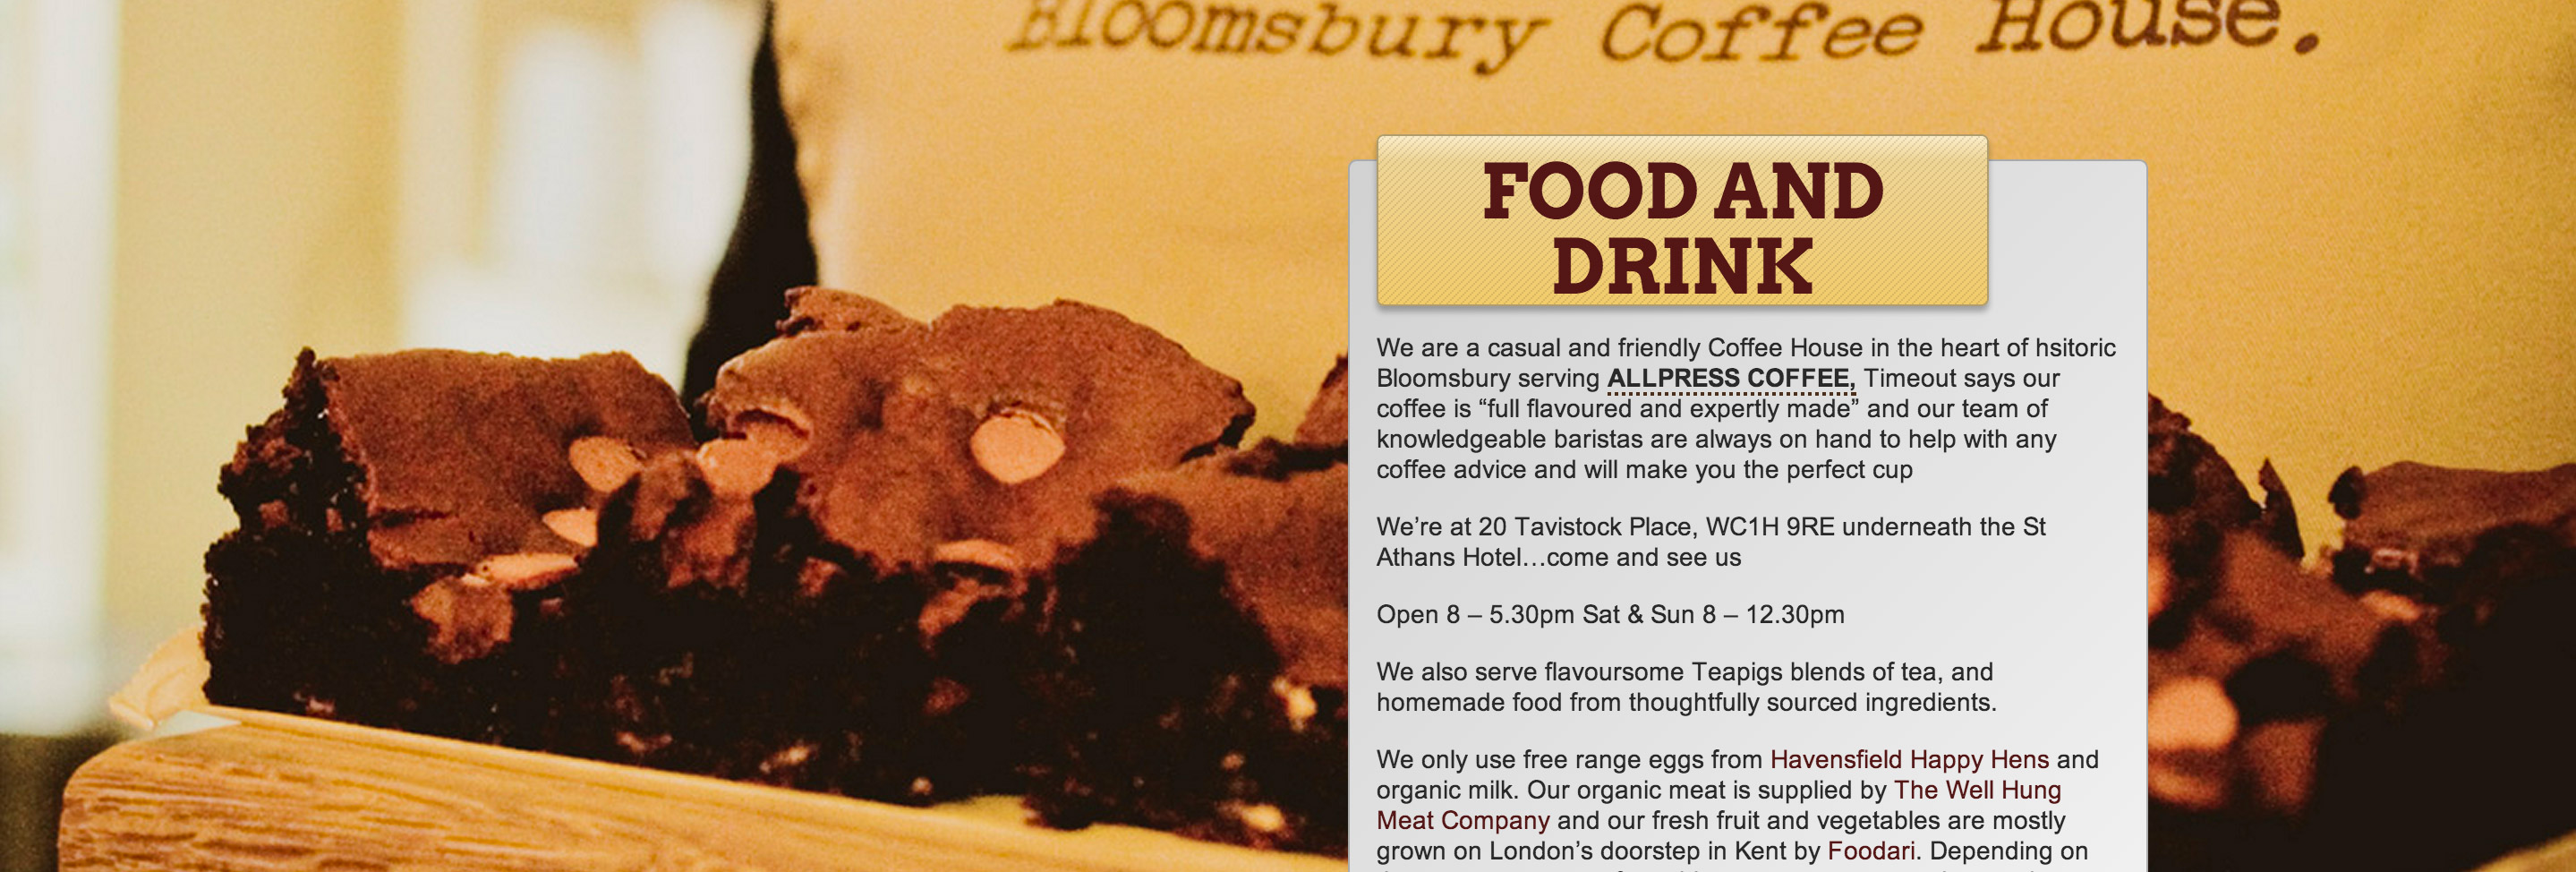 Bloomsbury Coffee House.
FOOD AND
DRINK
We are a casual and friendly Coffee House in the heart of hsitoric
Bloomsbury serving ALLPRESS COFFEE, Timeout says our
coffee is “full flavoured and expertly made” and our team of
knowledgeable baristas are always on hand to help with any
coffee advice and will make you the perfect cup
We’re at 20 Tavistock Place, WC1H 9RE underneath the St
Athans Hotel…come and see us
Open 8 – 5.30pm Sat & Sun 8 – 12.30pm
We also serve flavoursome Teapigs blends of tea, and
homemade food from thoughtfully sourced ingredients.
We only use free range eggs from Havensfield Happy Hens and
organic milk. Our organic meat is supplied by The Well Hung
Meat Company and our fresh fruit and vegetables are mostly
grown on London’s doorstep in Kent by Foodari. Depending on